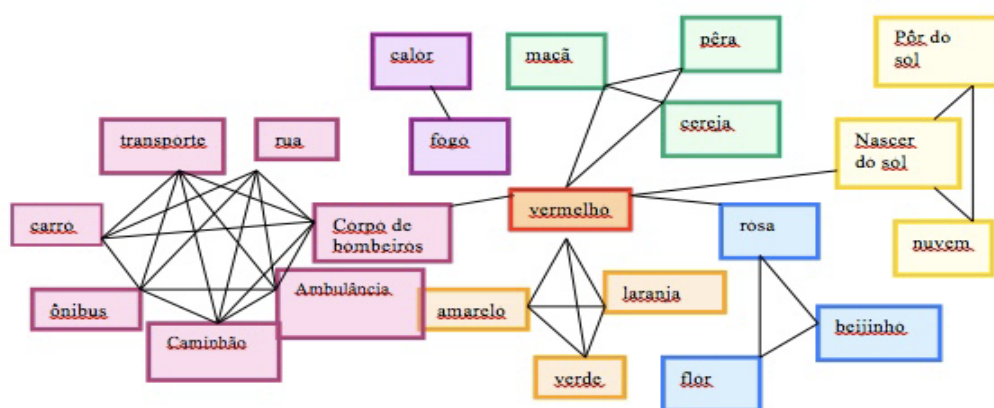 calor
maçã
pêra
Pôr do
sol
transporte
rua
fogo
cereja
Nascer
do sol
carro
Corpo de
bombeiros
vermelho
rosa
nuvem
ônibus
Ambulância
amarelo
laranja
beijinho
Caminhão
verde
flor